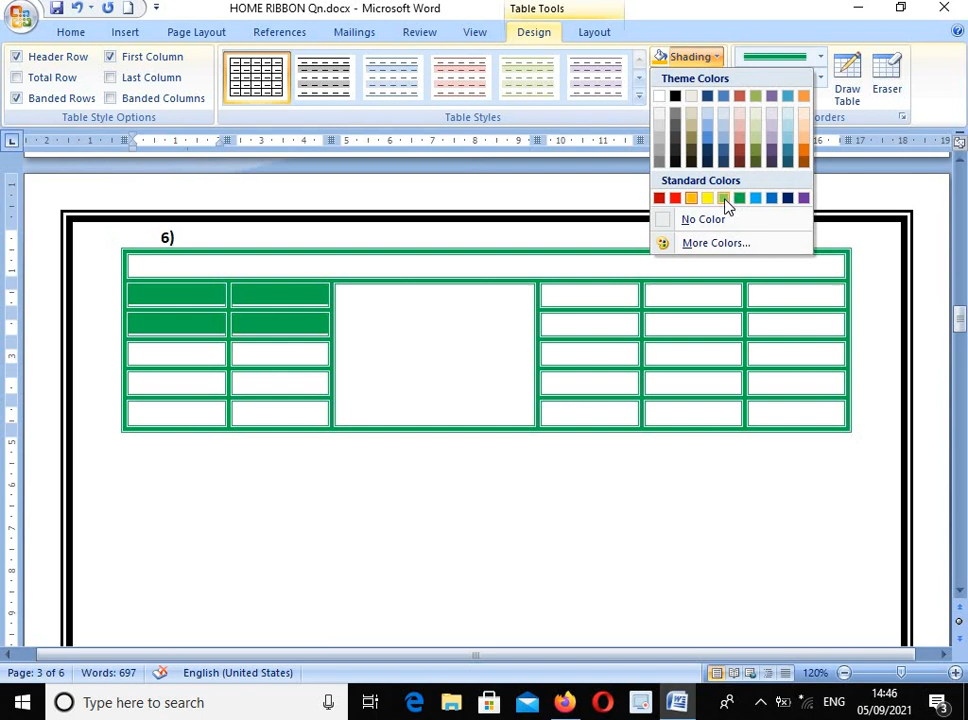 HOME RIBBON Qn.docx - Microsoft Word
Table Tools
Home Insert Page Layout References Mailings Review View Design Layout
Header Row First Column
Total Row Last Column
Banded Rows Banded Columns
Table Style Options
Table Styles
Shading
Draw Table
Eraser
Theme Colors
Standard Colors
No Color
More Colors...
6)
Page: 3 of 6 Words: 697 English (United States) 120%
Type here to search
ENG
14:46
05/09/2021
3